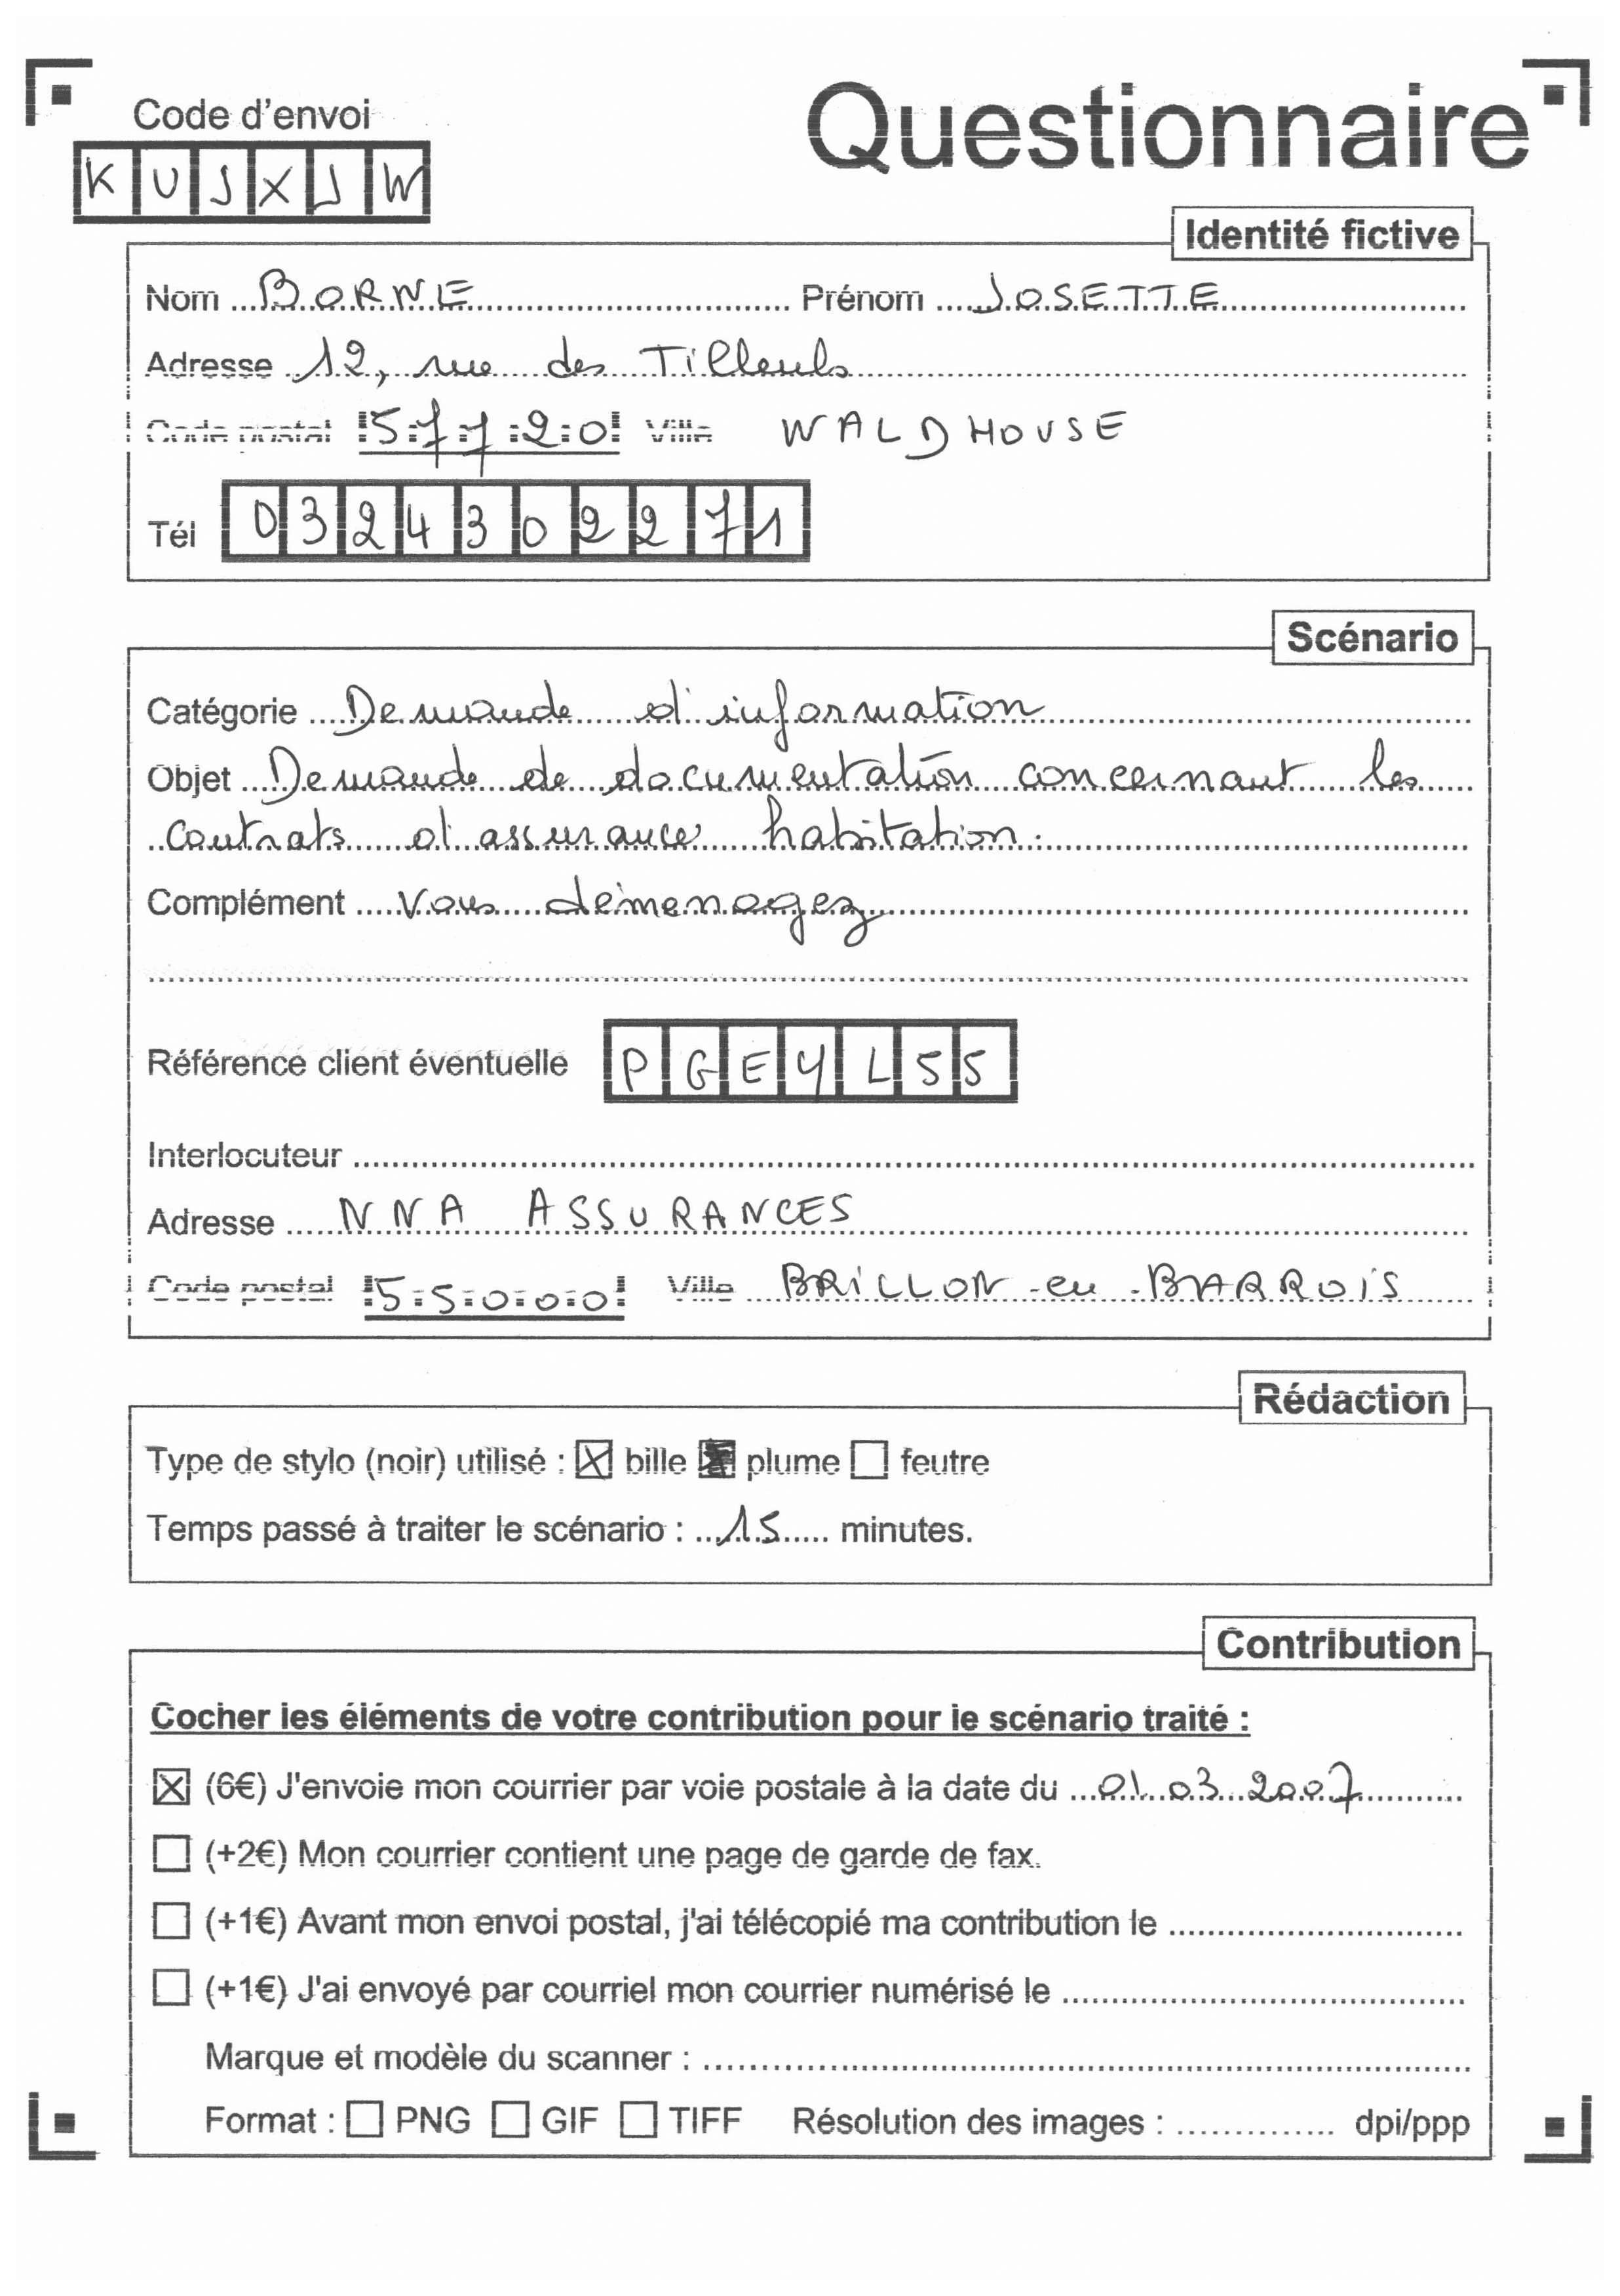 Code d'envoi
Questionnaire
KUJXJW
Identité fictive
Nom BORNE Prénom JOSETTE
Adresse 12, rue des Tilleuls
Code postal 57720 Ville WALDHOUSE
Tél 0324302271
Scénario
Catégorie Demande d'information
Objet Demande de documentation concernant les
contrats d'assurance habitation.
Complément Vous démenagez
Référence client éventuelle PGEYL55
Interlocuteur
Adresse NNA ASSURANCES
Code postal 55000 Ville BRILLON-en-BARROIS
Rédaction
Type de stylo (noir) utilisé : bille plume feutre
Temps passé à traiter le scénario : 15 minutes.
Contribution
Cocher les éléments de votre contribution pour le scénario traité :
(6€) J'envoie mon courrier par voie postale à la date du 01.03.2007
(+2€) Mon courrier contient une page de garde de fax.
(+1€) Avant mon envoi postal, j'ai télécopié ma contribution le
(+1€) J'ai envoyé par courriel mon courrier numérisé le
Marque et modèle du scanner :
Format : PNG GIF TIFF Résolution des images : dpi/ppp